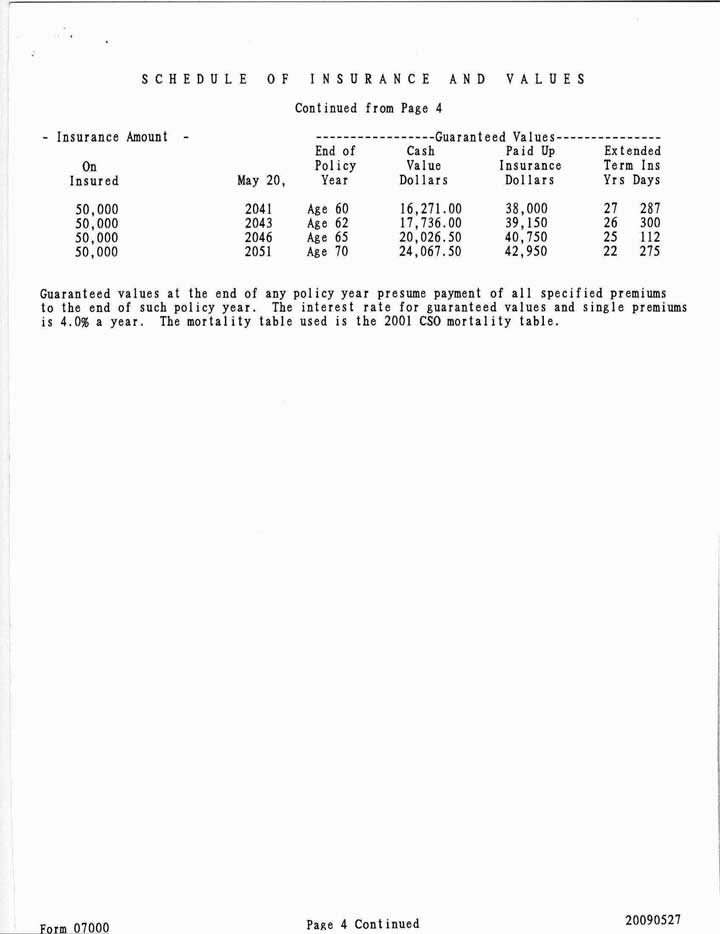 SCHEDULE OF INSURANCE AND VALUES
Continued from Page 4
- Insurance Amount - ----------------Guaranteed Values---------------
End of Cash Paid Up Extended
On Policy Value Insurance Term Ins
Insured May 20, Year Dollars Dollars Yrs Days
50,000 2041 Age 60 16,271.00 38,000 27 287
50,000 2043 Age 62 17,736.00 39,150 26 300
50,000 2046 Age 65 20,026.50 40,750 25 112
50,000 2051 Age 70 24,067.50 42,950 22 275
Guaranteed values at the end of any policy year presume payment of all specified premiums
to the end of such policy year. The interest rate for guaranteed values and single premiums
is 4.0% a year. The mortality table used is the 2001 CSO mortality table.
Form 07000 Page 4 Continued 20090527